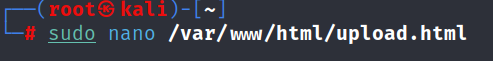 ┌──(root㉿kali)-[~]
└─# sudo nano /var/www/html/upload.html